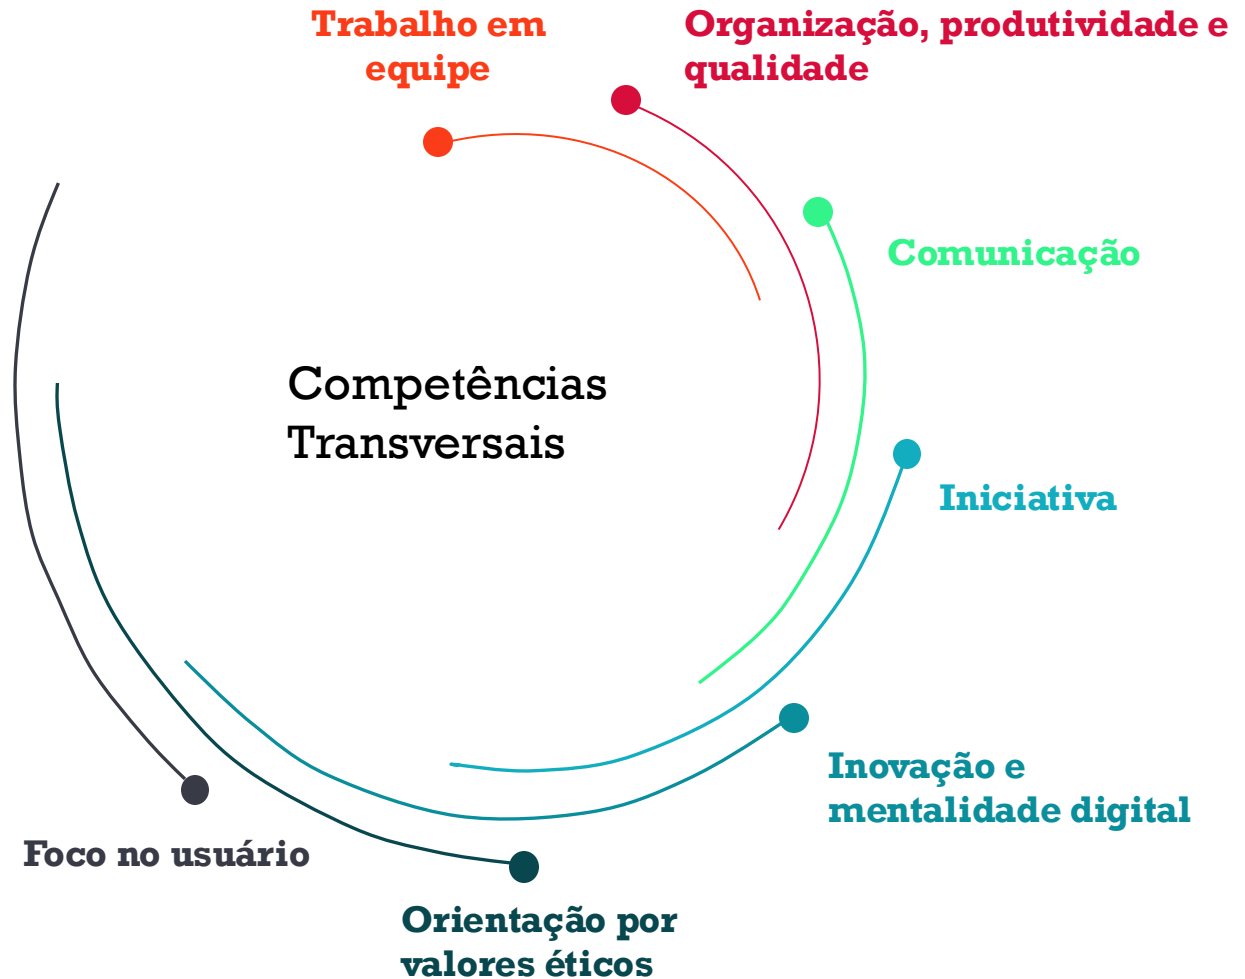 Trabalho em
equipe
Organização, produtividade e
qualidade
Comunicação
Competências
Transversais
Iniciativa
Inovação e
mentalidade digital
Foco no usuário
Orientação por
valores éticos